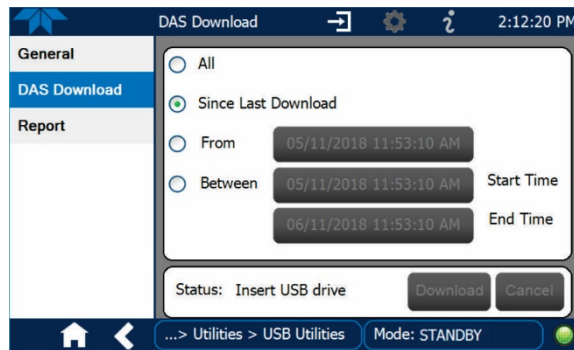 DAS Download
2:12:20 PM
General
DAS Download
Report
All
Since Last Download
From
05/11/2018 11:53:10 AM
Between
05/11/2018 11:53:10 AM
Start Time
06/11/2018 11:53:10 AM
End Time
Status: Insert USB drive
Download
Cancel
...> Utilities > USB Utilities
Mode: STANDBY